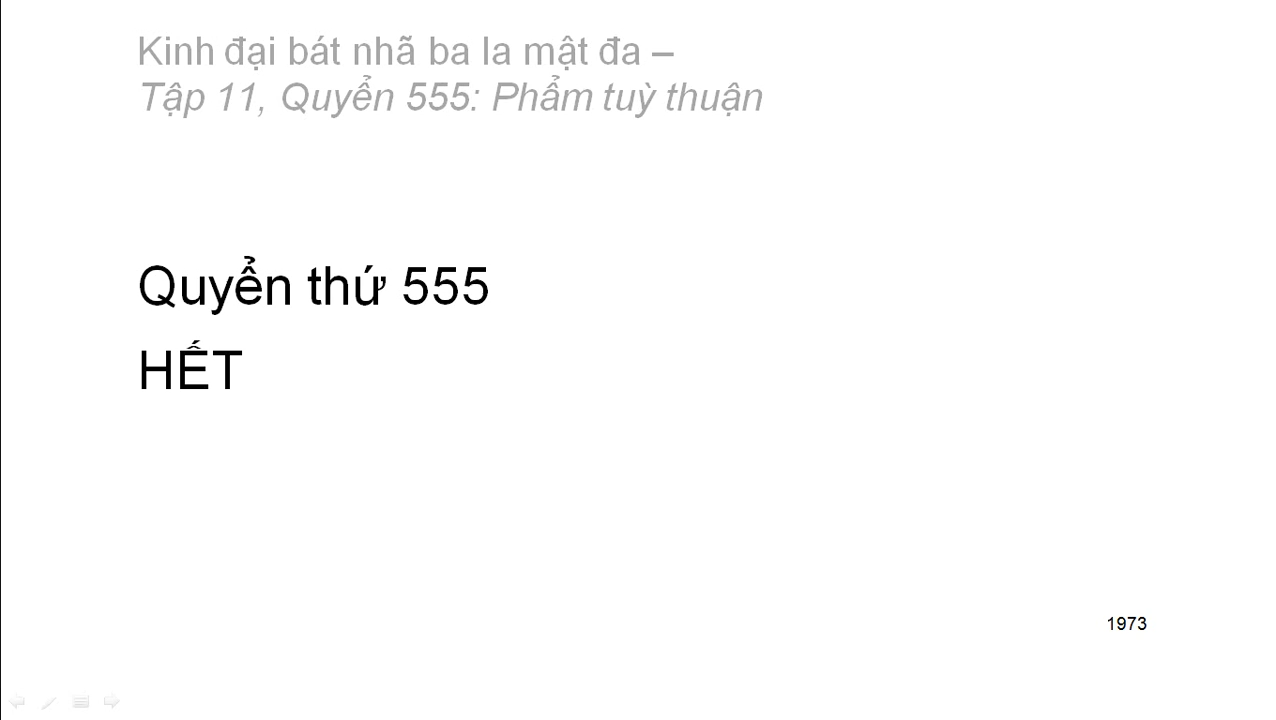 Kinh đại bát nhã ba la mật đa –
Tập 11, Quyển 555: Phẩm tuỳ thuận
Quyển thứ 555
HẾT
1973